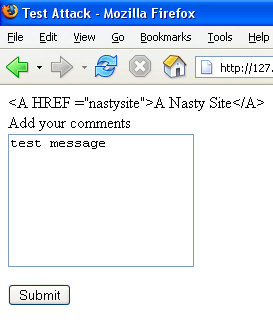 Test Attack - Mozilla Firefox
File Edit View Go Bookmarks Tools Help
http://127.
<A HREF ="nastysite">A Nasty Site</A>
Add your comments
test message
Submit